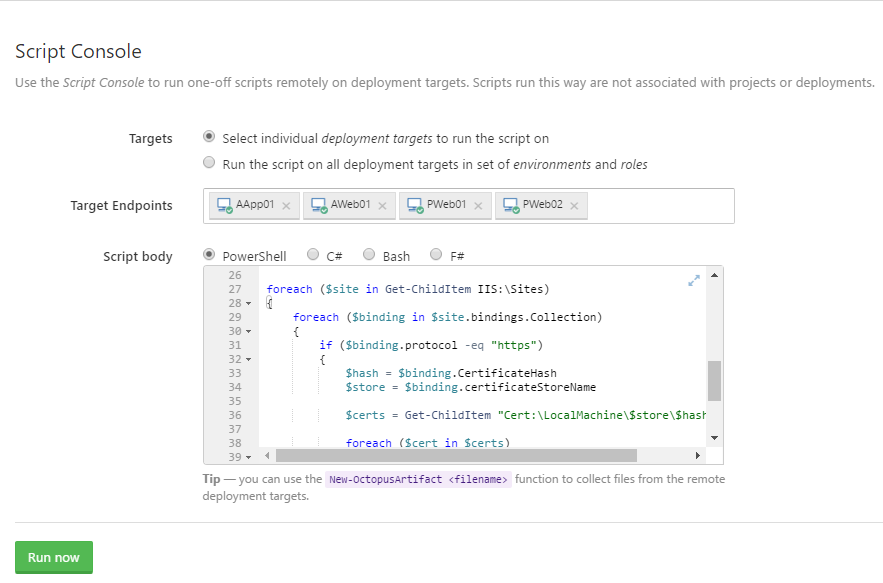 Script Console
Use the Script Console to run one-off scripts remotely on deployment targets. Scripts run this way are not associated with projects or deployments.
Targets
Select individual deployment targets to run the script on
Run the script on all deployment targets in set of environments and roles
Target Endpoints
AApp01 × AWeb01 × PWeb01 × PWeb02 ×
Script body
PowerShell C# Bash F#
26
27 foreach ($site in Get-ChildItem IIS:\Sites)
28 {
29 foreach ($binding in $site.bindings.Collection)
30 {
31 if ($binding.protocol -eq "https")
32 {
33 $hash = $binding.CertificateHash
34 $store = $binding.certificateStoreName
35
36 $certs = Get-ChildItem "Cert:\LocalMachine\$store\$hash
37
38 foreach ($cert in $certs)
39
Tip — you can use the New-OctopusArtifact <filename> function to collect files from the remote
deployment targets.
Run now